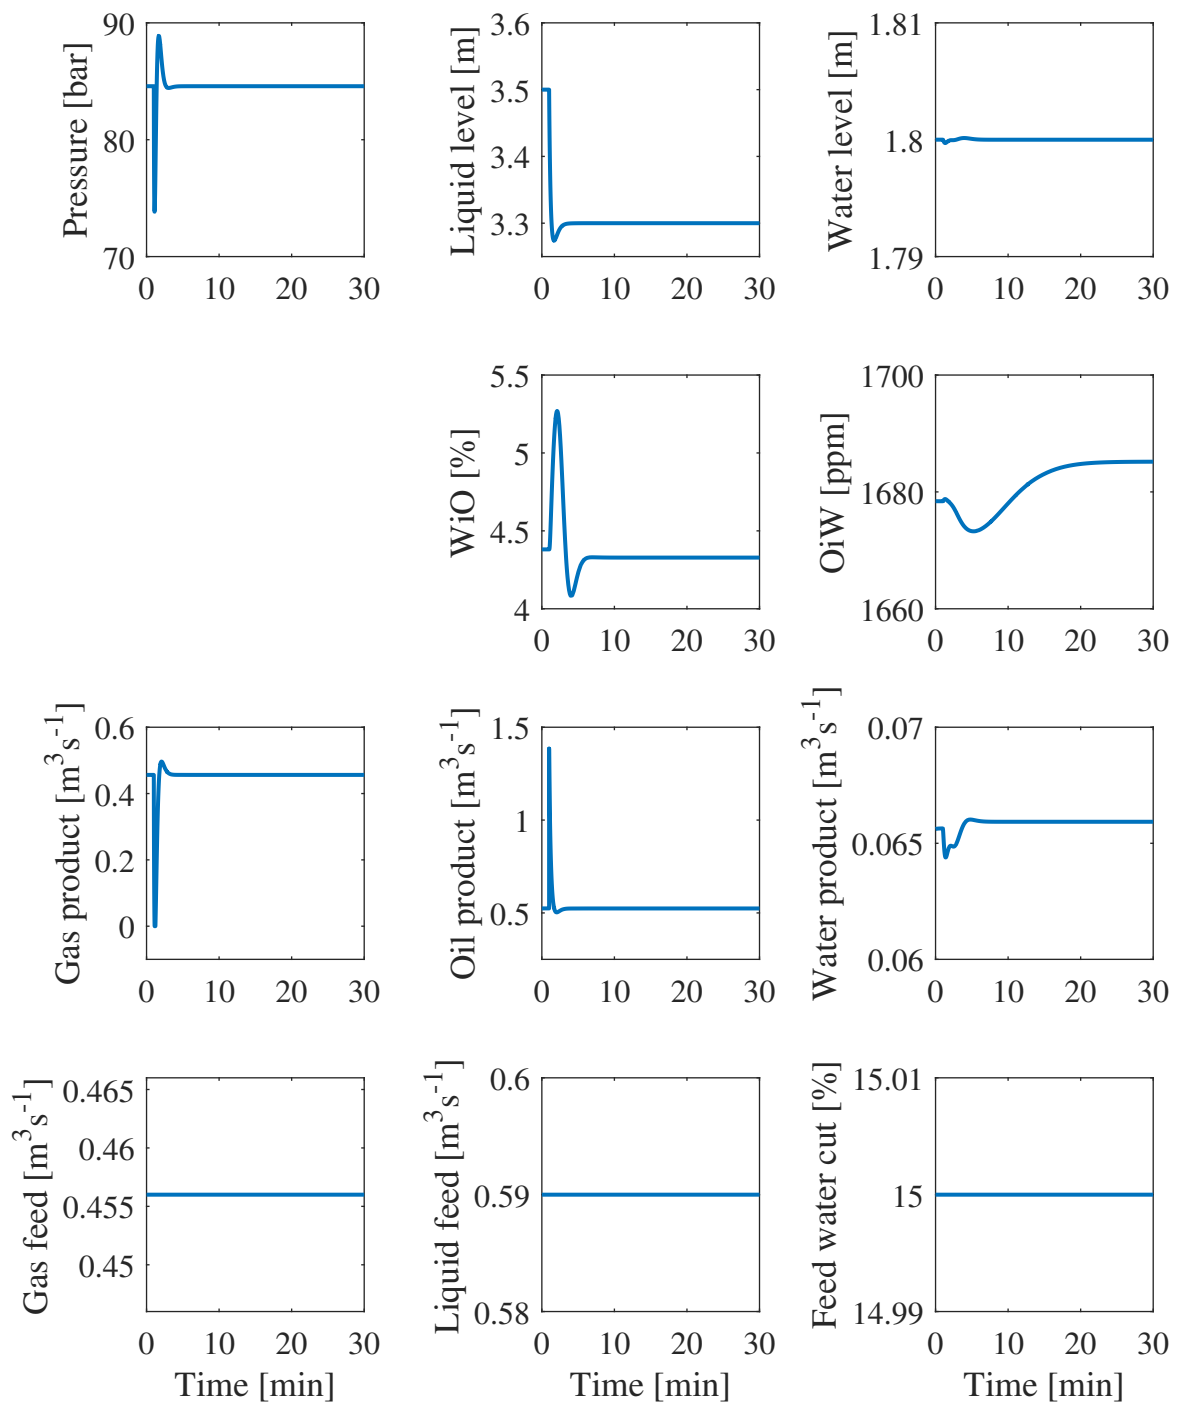 Pressure [bar]
90
80
70
0 10 20 30
Liquid level [m]
3.6
3.5
3.4
3.3
0 10 20 30
Water level [m]
1.81
1.8
1.79
0 10 20 30
WiO [%]
5.5
5
4.5
4
0 10 20 30
OiW [ppm]
1700
1680
1660
0 10 20 30
Gas product [m³s⁻¹]
0.6
0.4
0.2
0
0 10 20 30
Oil product [m³s⁻¹]
1.5
1
0.5
0 10 20 30
Water product [m³s⁻¹]
0.07
0.065
0.06
0 10 20 30
Gas feed [m³s⁻¹]
0.465
0.46
0.455
0.45
0 10 20 30
Time [min]
Liquid feed [m³s⁻¹]
0.6
0.59
0.58
0 10 20 30
Time [min]
Feed water cut [%]
15.01
15
14.99
0 10 20 30
Time [min]